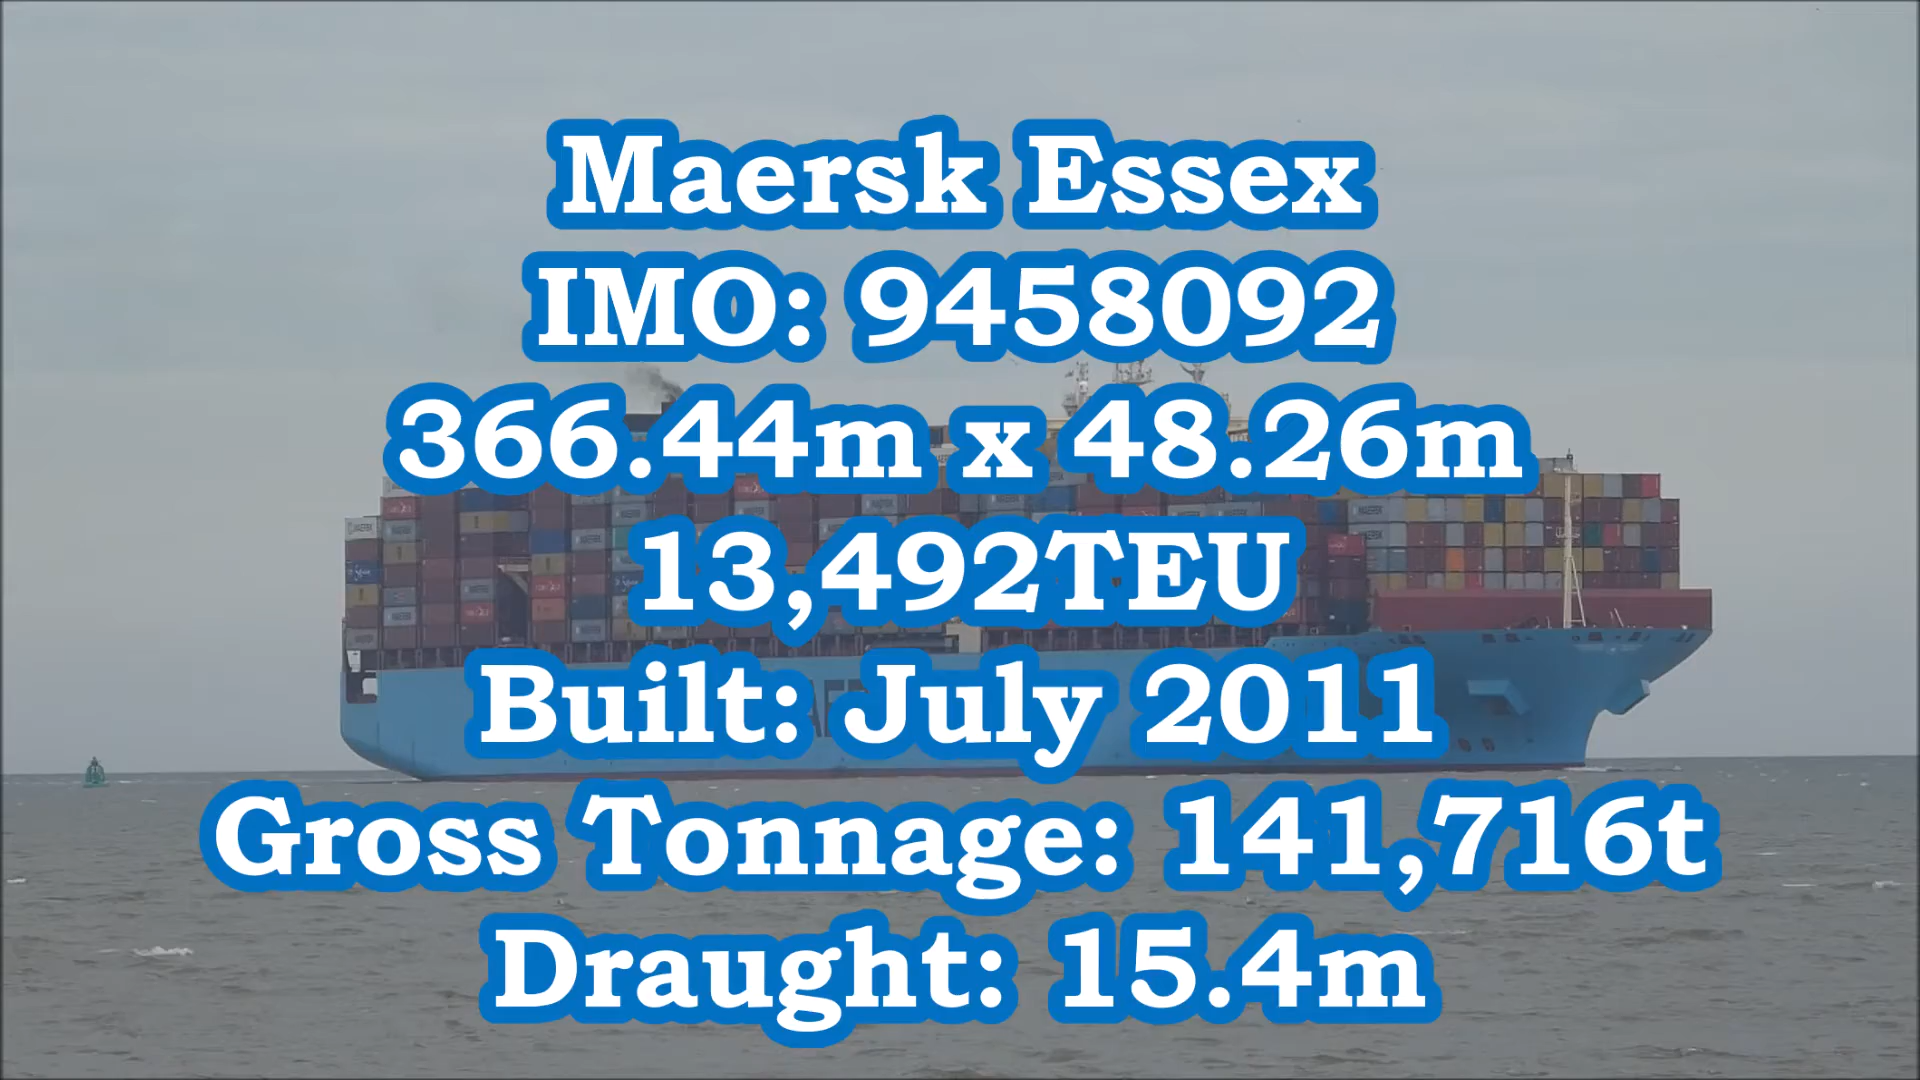 Maersk Essex
IMO: 9458092
366.44m x 48.26m
13,492TEU
Built: July 2011
Gross Tonnage: 141,716t
Draught: 15.4m